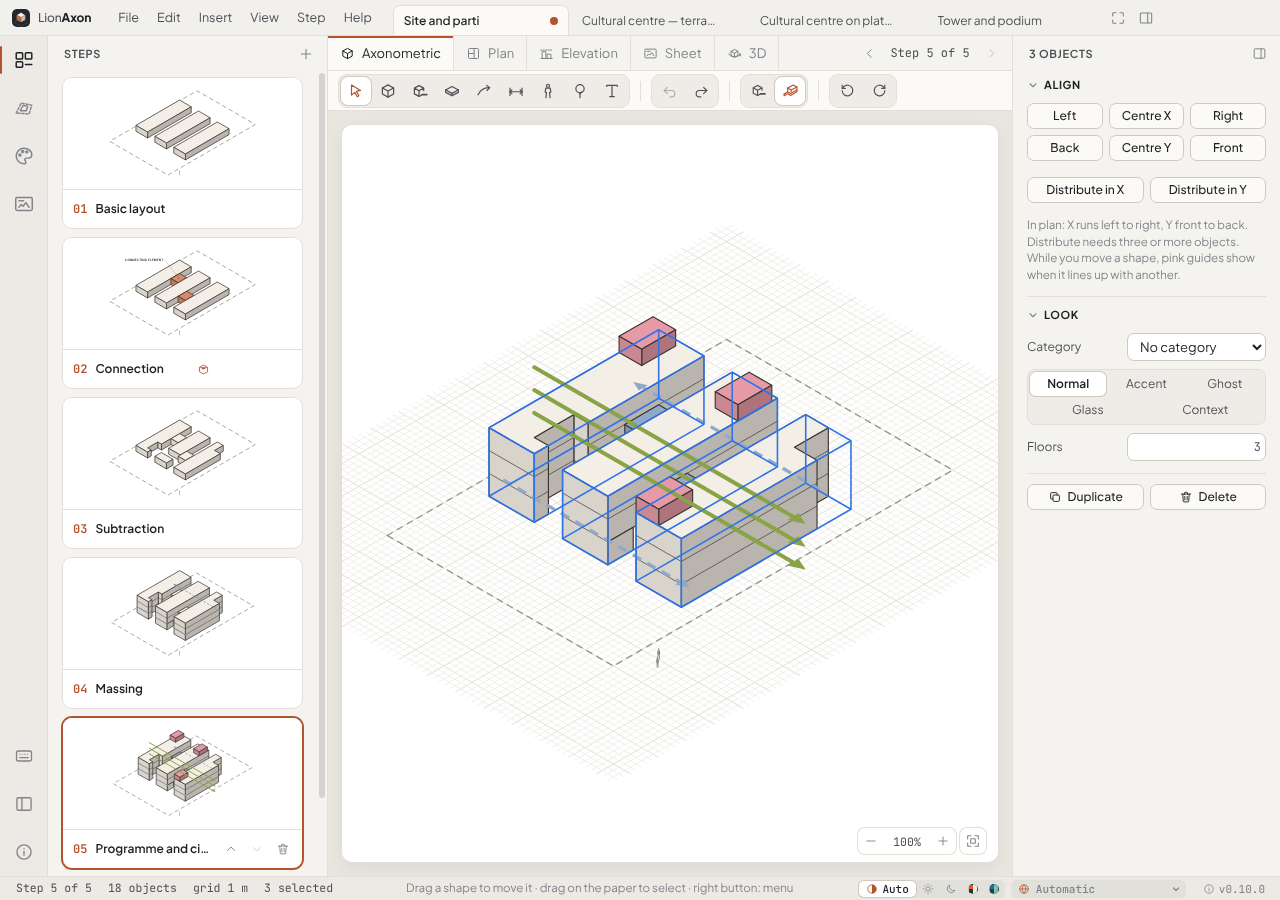 LionAxon File Edit Insert View Step Help
Site and parti
Cultural centre — terra...
Cultural centre on plat...
Tower and podium
STEPS
01 Basic layout
CONNECTING ELEMENT
02 Connection
03 Subtraction
04 Massing
05 Programme and ci...
Axonometric Plan Elevation Sheet 3D
Step 5 of 5
100%
3 OBJECTS
ALIGN
Left Centre X Right
Back Centre Y Front
Distribute in X Distribute in Y
In plan: X runs left to right, Y front to back.
Distribute needs three or more objects.
While you move a shape, pink guides show
when it lines up with another.
LOOK
Category No category
Normal Accent Ghost
Glass Context
Floors 3
Duplicate Delete
Step 5 of 5 18 objects grid 1 m 3 selected
Drag a shape to move it · drag on the paper to select · right button: menu
Auto
Automatic
v0.10.0